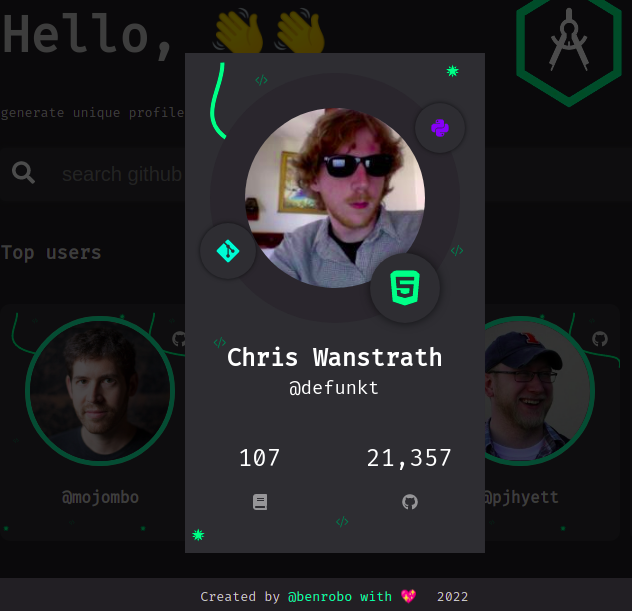 Hello, 👋 👋
generate unique profile
search github
Top users
Chris Wanstrath
@defunkt
107 21,357
@mojombo @pjhyett
Created by @benrobo with 💖 2022